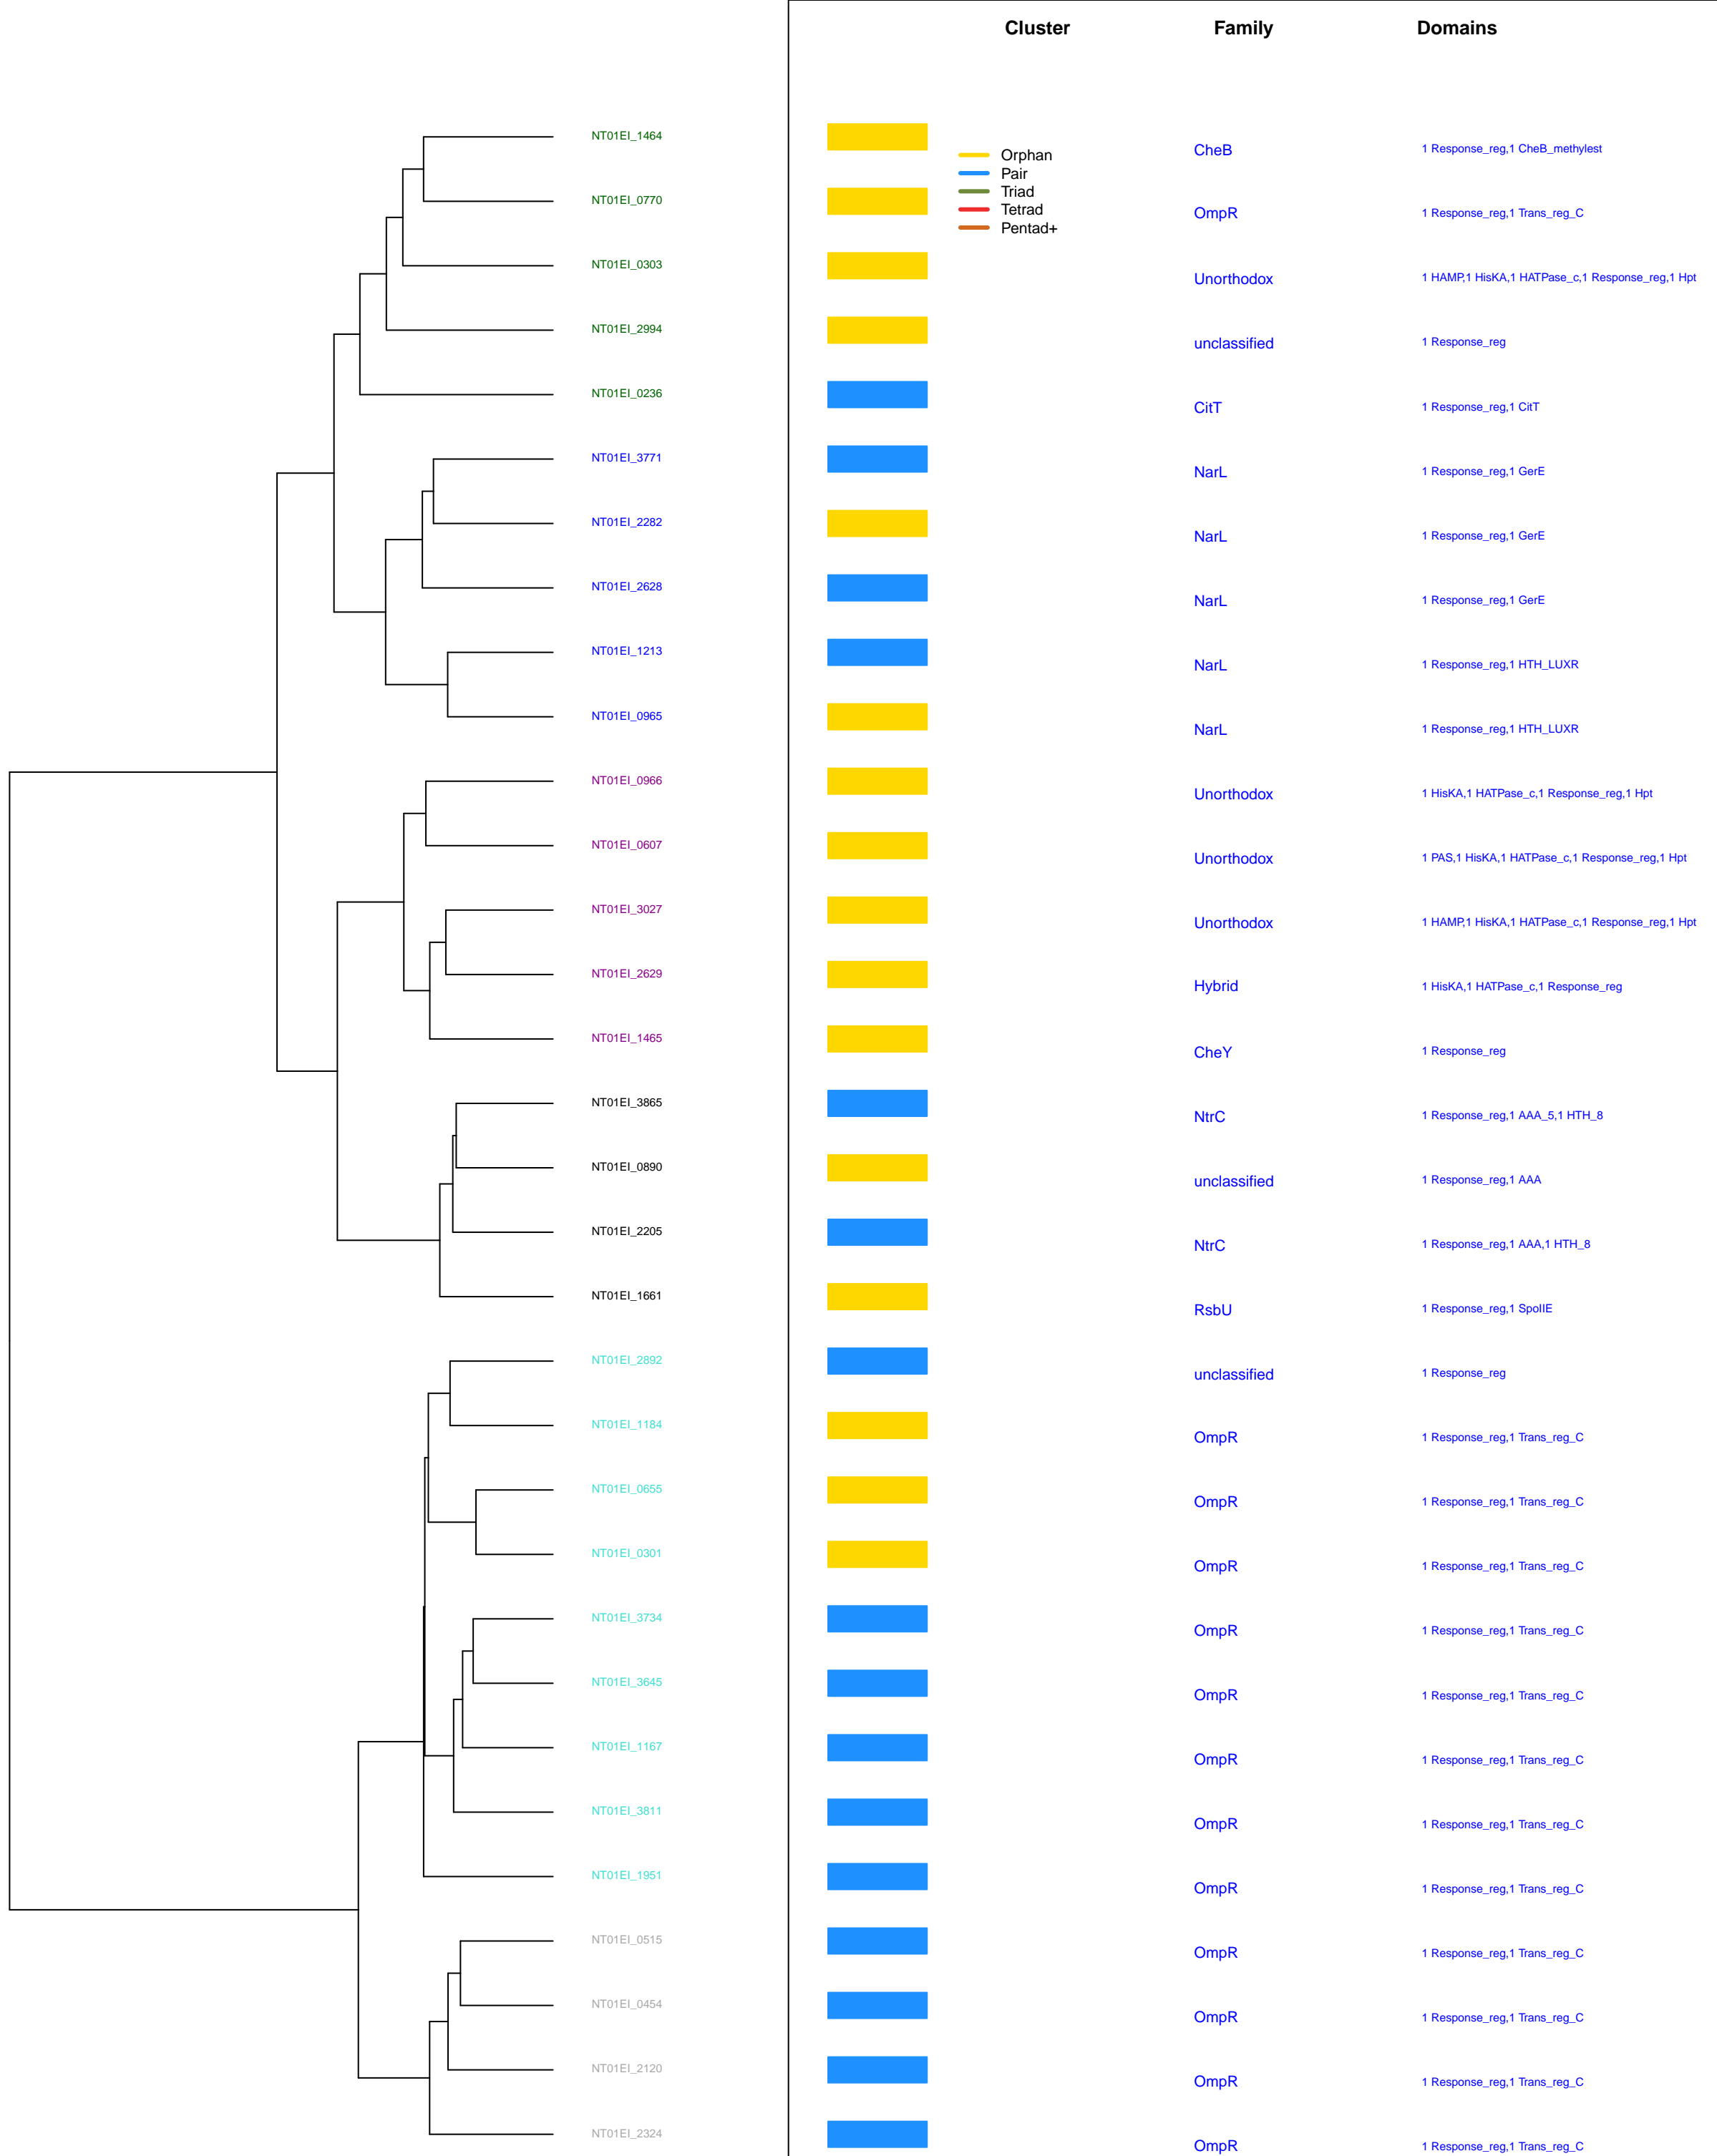 Cluster Family Domains
NT01EI_1464 CheB 1 Response_reg,1 CheB_methylest
Orphan
Pair
Triad
Tetrad
Pentad+
NT01EI_0770 OmpR 1 Response_reg,1 Trans_reg_C
NT01EI_0303 Unorthodox 1 HAMP,1 HisKA,1 HATPase_c,1 Response_reg,1 Hpt
NT01EI_2994 unclassified 1 Response_reg
NT01EI_0236 CitT 1 Response_reg,1 CitT
NT01EI_3771 NarL 1 Response_reg,1 GerE
NT01EI_2282 NarL 1 Response_reg,1 GerE
NT01EI_2628 NarL 1 Response_reg,1 GerE
NT01EI_1213 NarL 1 Response_reg,1 HTH_LUXR
NT01EI_0965 NarL 1 Response_reg,1 HTH_LUXR
NT01EI_0966 Unorthodox 1 HisKA,1 HATPase_c,1 Response_reg,1 Hpt
NT01EI_0607 Unorthodox 1 PAS,1 HisKA,1 HATPase_c,1 Response_reg,1 Hpt
NT01EI_3027 Unorthodox 1 HAMP,1 HisKA,1 HATPase_c,1 Response_reg,1 Hpt
NT01EI_2629 Hybrid 1 HisKA,1 HATPase_c,1 Response_reg
NT01EI_1465 CheY 1 Response_reg
NT01EI_3865 NtrC 1 Response_reg,1 AAA_5,1 HTH_8
NT01EI_0890 unclassified 1 Response_reg,1 AAA
NT01EI_2205 NtrC 1 Response_reg,1 AAA,1 HTH_8
NT01EI_1661 RsbU 1 Response_reg,1 SpoIIE
NT01EI_2892 unclassified 1 Response_reg
NT01EI_1184 OmpR 1 Response_reg,1 Trans_reg_C
NT01EI_0655 OmpR 1 Response_reg,1 Trans_reg_C
NT01EI_0301 OmpR 1 Response_reg,1 Trans_reg_C
NT01EI_3734 OmpR 1 Response_reg,1 Trans_reg_C
NT01EI_3645 OmpR 1 Response_reg,1 Trans_reg_C
NT01EI_1167 OmpR 1 Response_reg,1 Trans_reg_C
NT01EI_3811 OmpR 1 Response_reg,1 Trans_reg_C
NT01EI_1951 OmpR 1 Response_reg,1 Trans_reg_C
NT01EI_0515 OmpR 1 Response_reg,1 Trans_reg_C
NT01EI_0454 OmpR 1 Response_reg,1 Trans_reg_C
NT01EI_2120 OmpR 1 Response_reg,1 Trans_reg_C
NT01EI_2324 OmpR 1 Response_reg,1 Trans_reg_C